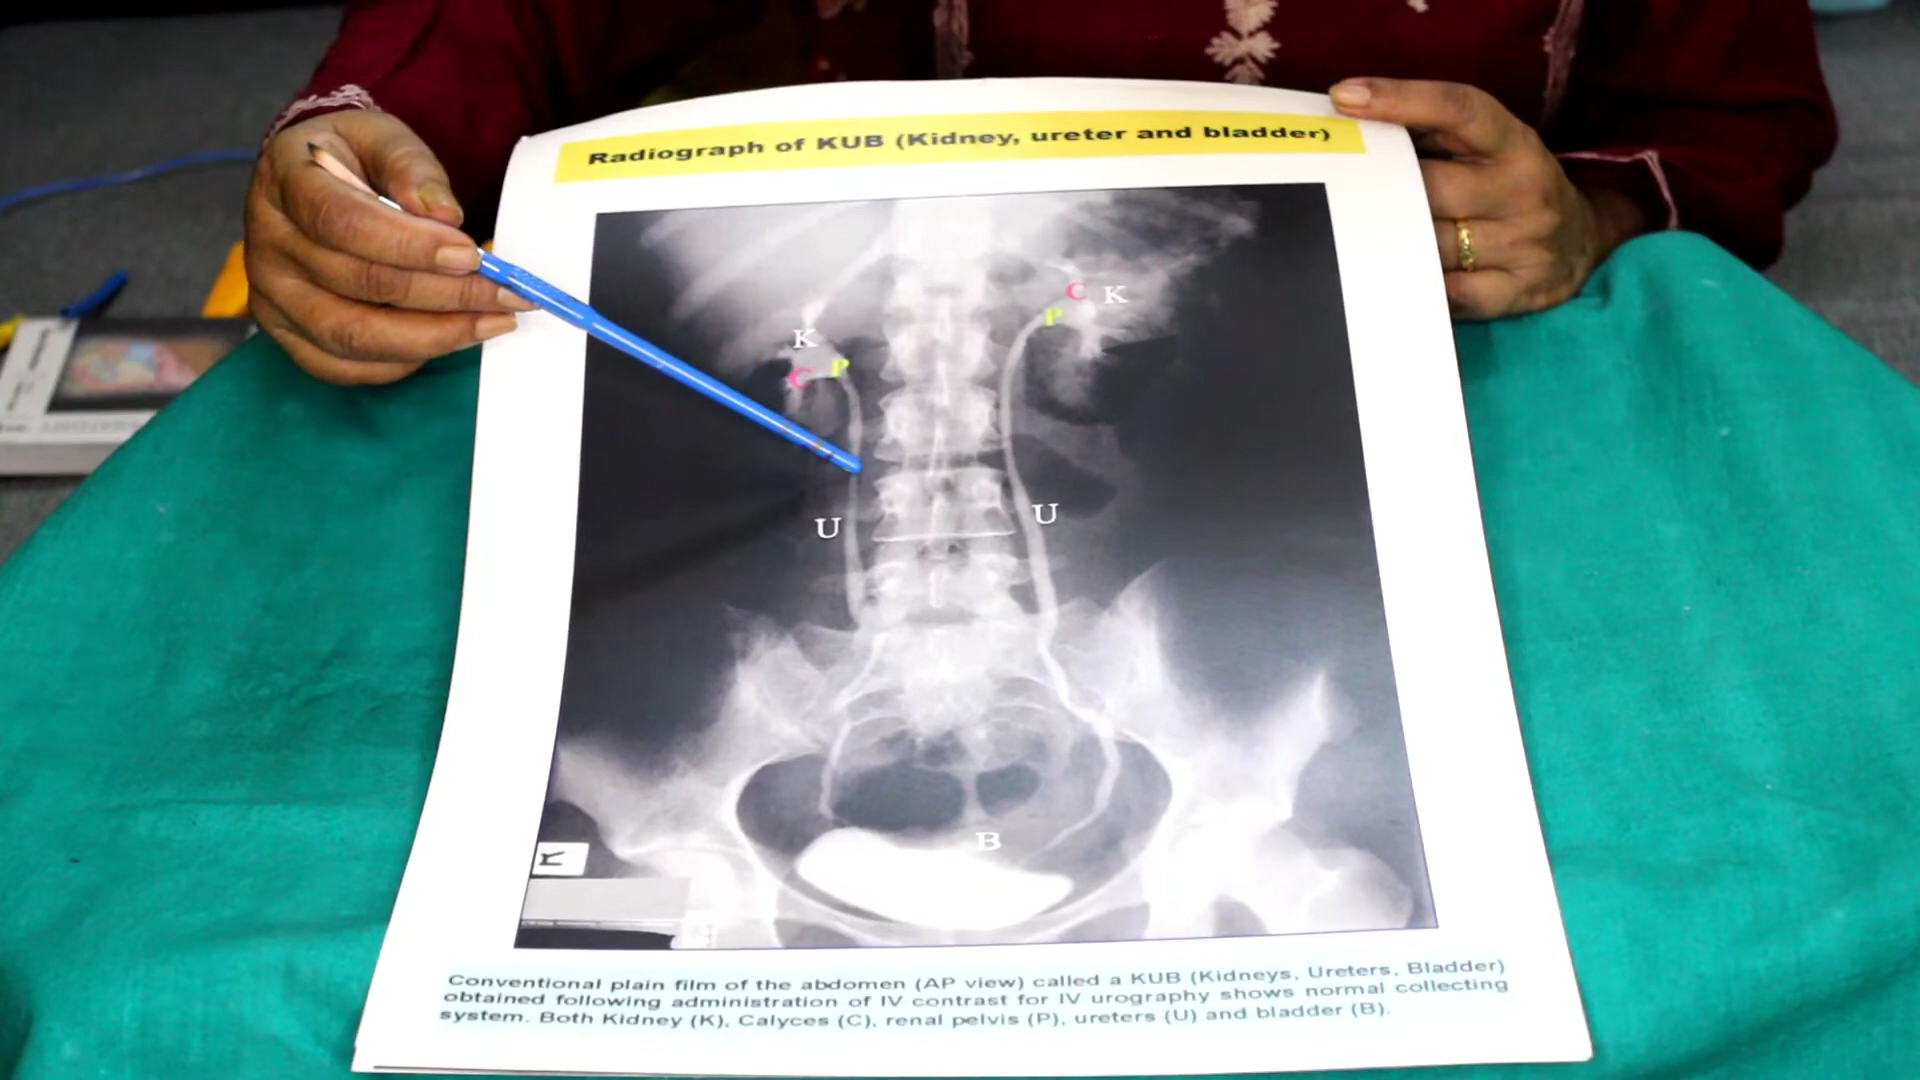 Radiograph of KUB (Kidney, ureter and bladder)
C K
P
K
P
C
U U
B
R
Conventional plain film of the abdomen (AP view) called a KUB (Kidneys, Ureters, Bladder)
obtained following administration of IV contrast for IV urography shows normal collecting
system. Both Kidney (K), Calyces (C), renal pelvis (P), ureters (U) and bladder (B).